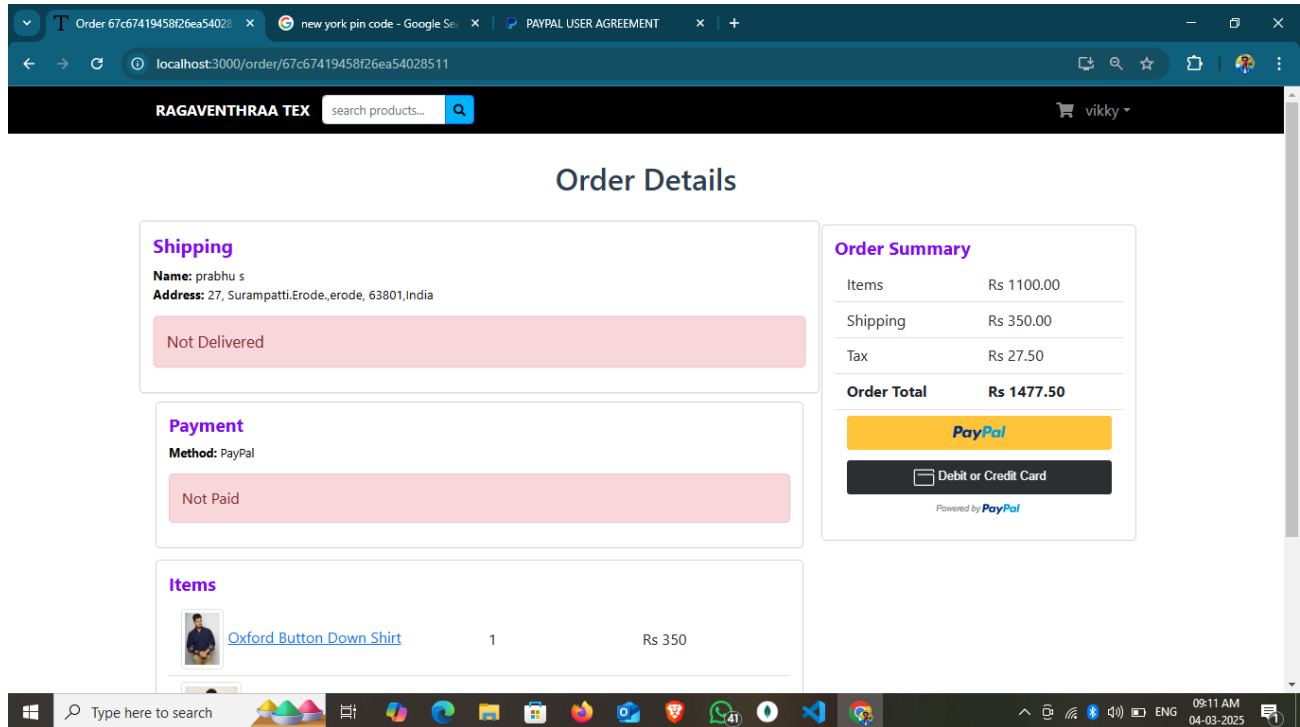 Order 67c67419458f26ea54028
new york pin code - Google Se
PAYPAL USER AGREEMENT
localhost:3000/order/67c67419458f26ea54028511
RAGAVENTHRAA TEX
search products...
vikky
Order Details
Shipping
Name: prabhu s
Address: 27, Surampatti.Erode.,erode, 63801,India
Not Delivered
Payment
Method: PayPal
Not Paid
Items
Oxford Button Down Shirt 1 Rs 350
Order Summary
Items Rs 1100.00
Shipping Rs 350.00
Tax Rs 27.50
Order Total Rs 1477.50
PayPal
Debit or Credit Card
Powered by PayPal
Type here to search
41
ENG
09:11 AM
04-03-2025
1